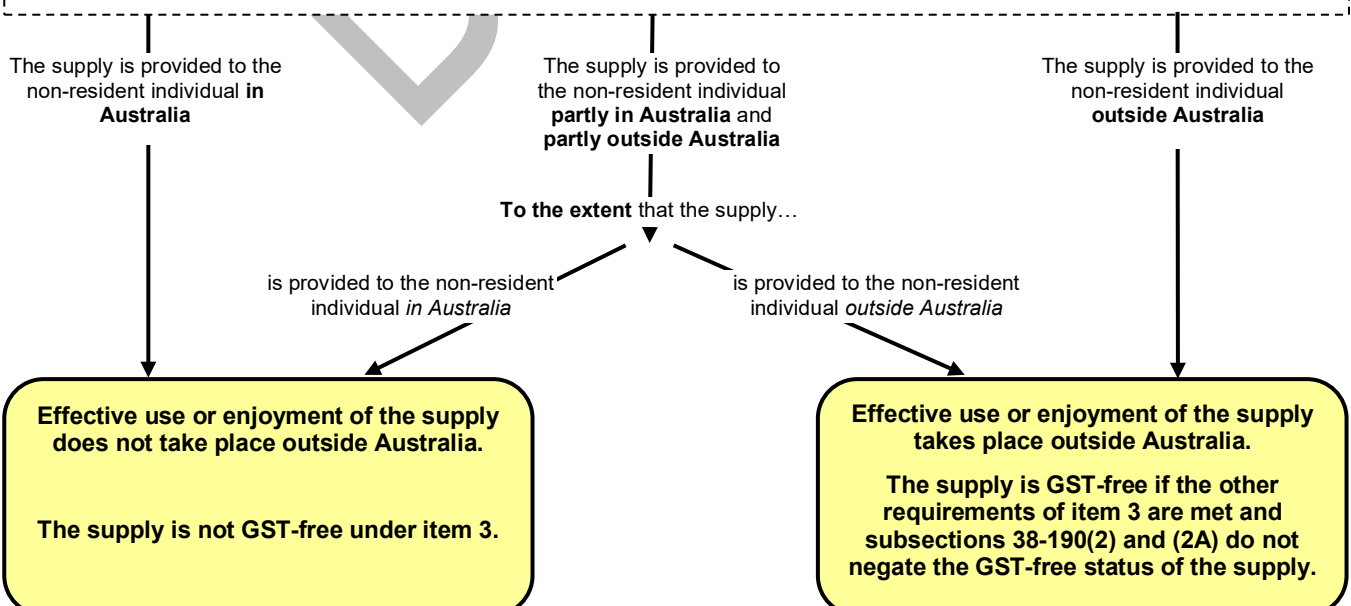 The supply is provided to the
non-resident individual in
Australia
The supply is provided to
the non-resident individual
partly in Australia and
partly outside Australia
The supply is provided to the
non-resident individual
outside Australia
To the extent that the supply…
is provided to the non-resident
individual in Australia
is provided to the non-resident
individual outside Australia
Effective use or enjoyment of the supply
does not take place outside Australia.
The supply is not GST-free under item 3.
Effective use or enjoyment of the supply
takes place outside Australia.
The supply is GST-free if the other
requirements of item 3 are met and
subsections 38-190(2) and (2A) do not
negate the GST-free status of the supply.